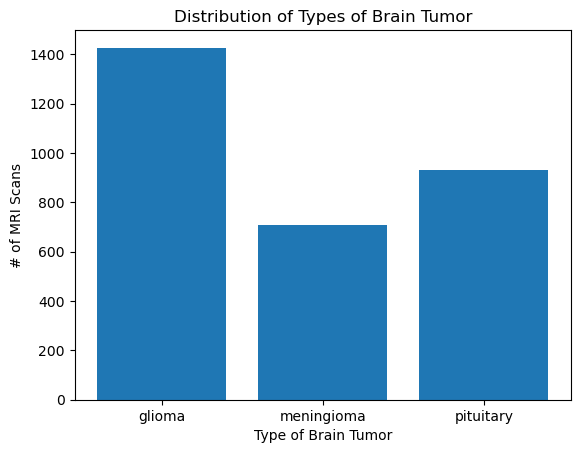 Distribution of Types of Brain Tumor
# of MRI Scans
1400
1200
1000
800
600
400
200
0
glioma meningioma pituitary
Type of Brain Tumor